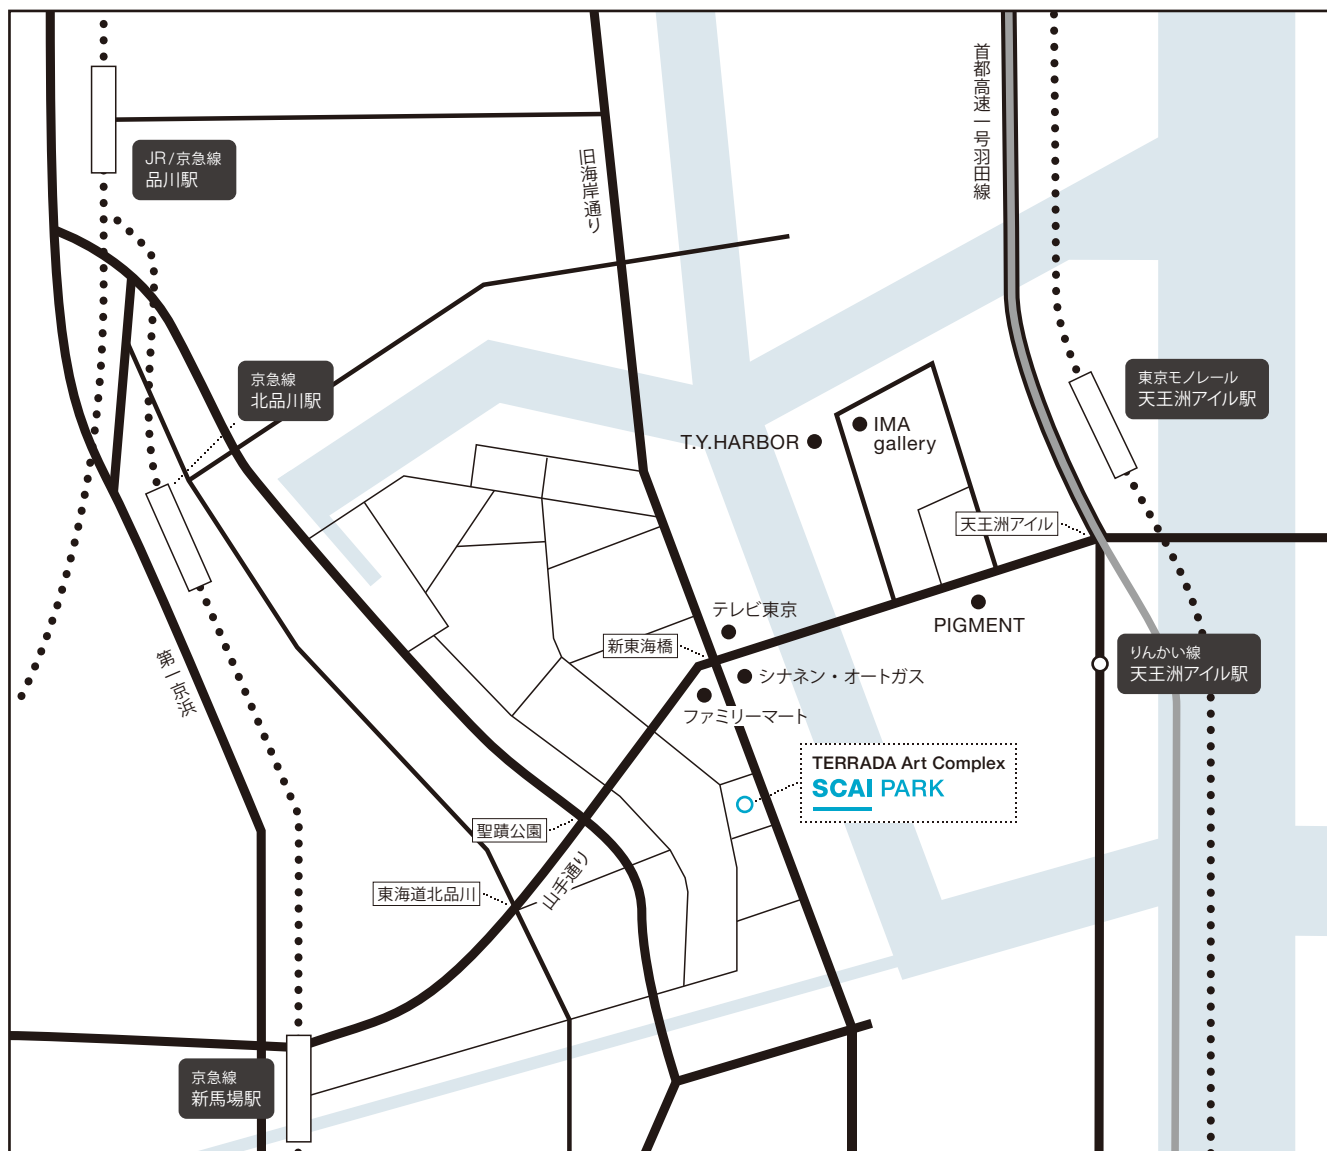 首都高速一号羽田線
JR/京急線
品川駅
旧海岸通り
京急線
北品川駅
東京モノレール
天王洲アイル駅
IMA
gallery
T.Y.HARBOR
天王洲アイル
テレビ東京
PIGMENT
新東海橋
りんかい線
天王洲アイル駅
シナネン・オートガス
第一京浜
ファミリーマート
TERRADA Art Complex
SCAI PARK
聖蹟公園
山手通り
東海道北品川
京急線
新馬場駅